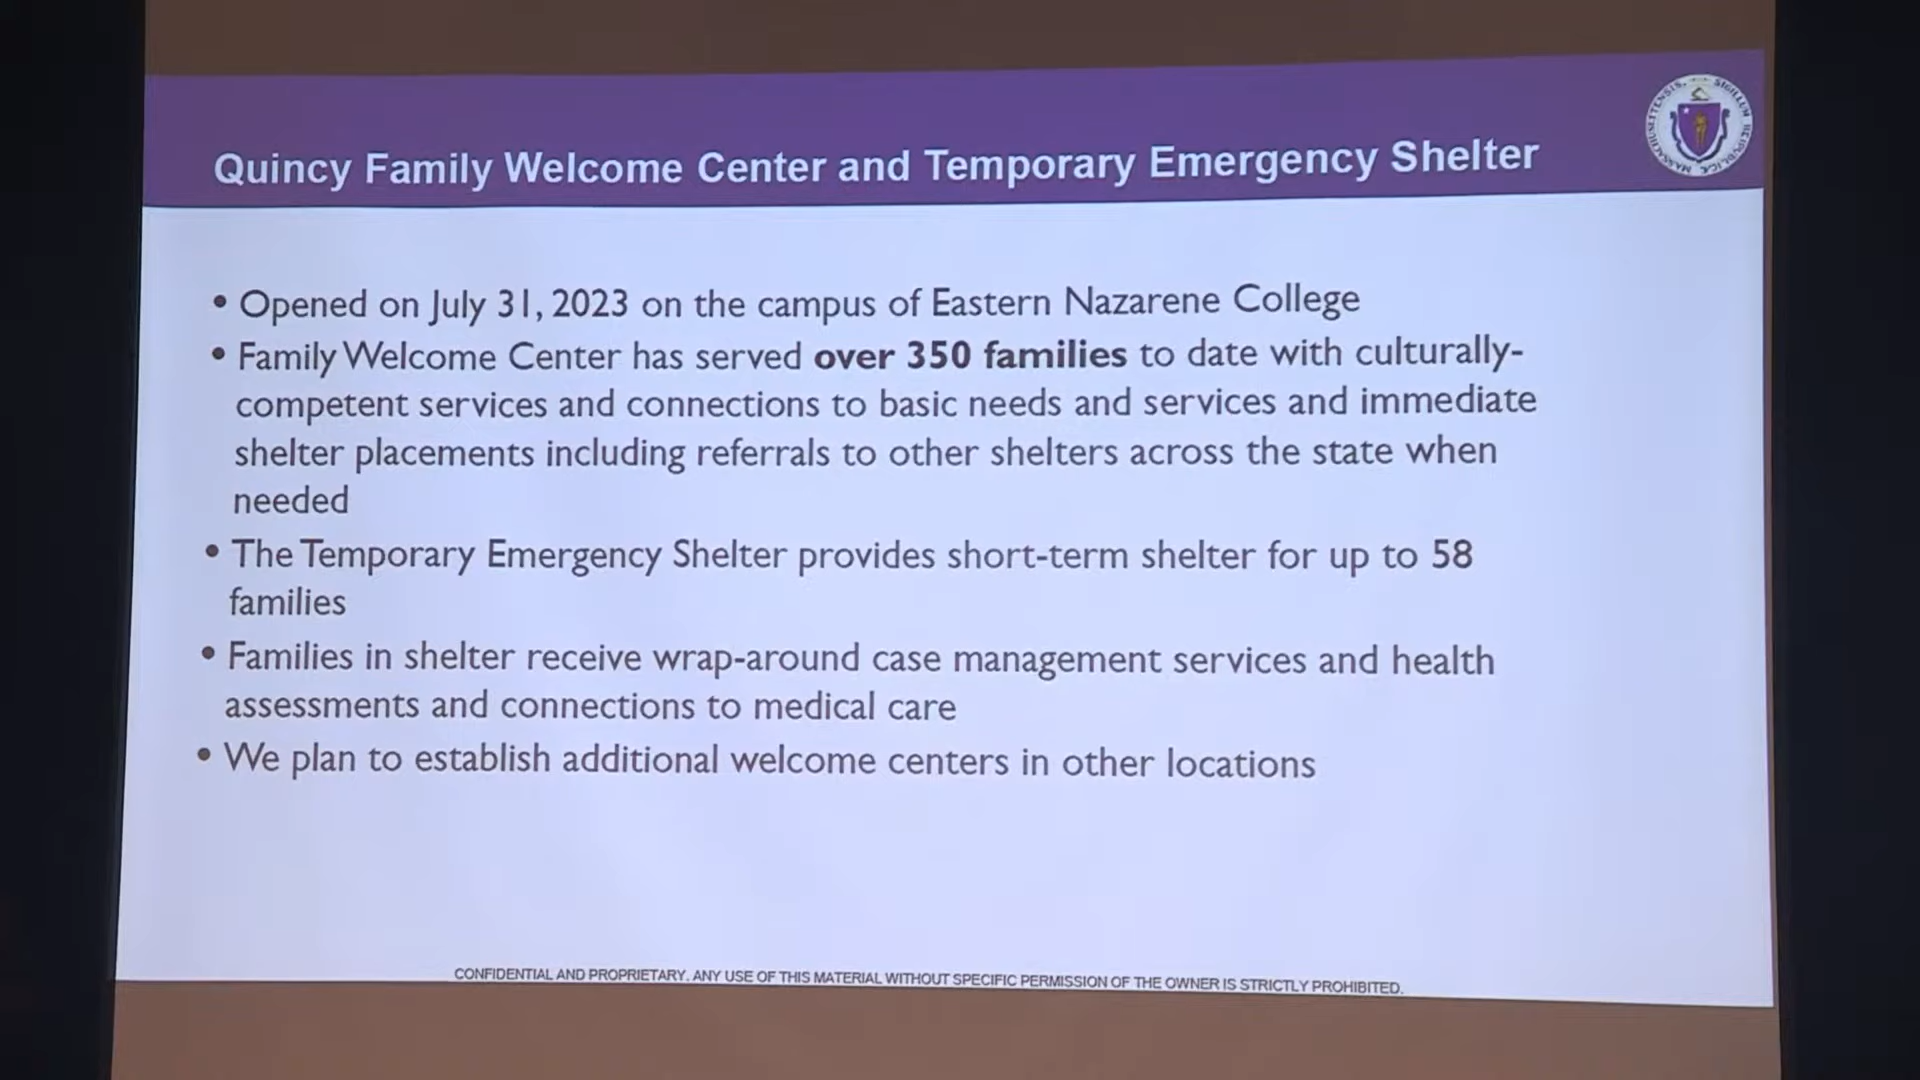 Quincy Family Welcome Center and Temporary Emergency Shelter
• Opened on July 31, 2023 on the campus of Eastern Nazarene College
• Family Welcome Center has served over 350 families to date with culturally-
competent services and connections to basic needs and services and immediate
shelter placements including referrals to other shelters across the state when
needed
• The Temporary Emergency Shelter provides short-term shelter for up to 58
families
• Families in shelter receive wrap-around case management services and health
assessments and connections to medical care
• We plan to establish additional welcome centers in other locations
CONFIDENTIAL AND PROPRIETARY. ANY USE OF THIS MATERIAL WITHOUT SPECIFIC PERMISSION OF THE OWNER IS STRICTLY PROHIBITED.